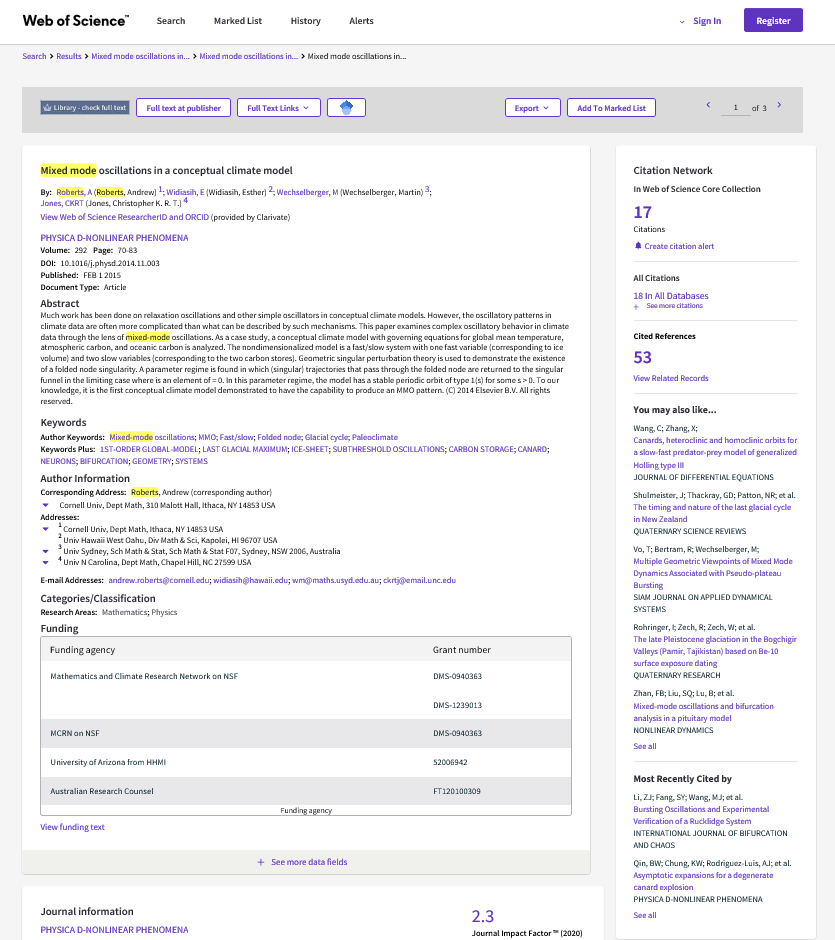 Web of Science™
Search
Marked List
History
Alerts
Sign In
Register
Search > Results > Mixed mode oscillations in... > Mixed mode oscillations in... > Mixed mode oscillations in...
Library - check full text
Full text at publisher
Full Text Links
Export
Add To Marked List
1 of 3
Mixed mode oscillations in a conceptual climate model
By: Roberts, A (Roberts, Andrew) 1; Widiasih, E (Widiasih, Esther) 2; Wechselberger, M (Wechselberger, Martin) 3;
Jones, CKRT (Jones, Christopher K. R. T.) 4
View Web of Science ResearcherID and ORCID (provided by Clarivate)
PHYSICA D-NONLINEAR PHENOMENA
Volume: 292 Page: 70-83
DOI: 10.1016/j.physd.2014.11.003
Published: FEB 1 2015
Document Type: Article
Abstract
Much work has been done on relaxation oscillations and other simple oscillators in conceptual climate models. However, the oscillatory patterns in
climate data are often more complicated than what can be described by such mechanisms. This paper examines complex oscillatory behavior in climate
data through the lens of mixed-mode oscillations. As a case study, a conceptual climate model with governing equations for global mean temperature,
atmospheric carbon, and oceanic carbon is analyzed. The nondimensionalized model is a fast/slow system with one fast variable (corresponding to ice
volume) and two slow variables (corresponding to the two carbon stores). Geometric singular perturbation theory is used to demonstrate the existence
of a folded node singularity. A parameter regime is found in which (singular) trajectories that pass through the folded node are returned to the singular
funnel in the limiting case where is an element of = 0. In this parameter regime, the model has a stable periodic orbit of type 1(s) for some s > 0. To our
knowledge, it is the first conceptual climate model demonstrated to have the capability to produce an MMO pattern. (C) 2014 Elsevier B.V. All rights
reserved.
Keywords
Author Keywords: Mixed-mode oscillations; MMO; Fast/slow; Folded node; Glacial cycle; Paleoclimate
Keywords Plus: 1ST-ORDER GLOBAL-MODEL; LAST GLACIAL MAXIMUM; ICE-SHEET; SUBTHRESHOLD OSCILLATIONS; CARBON STORAGE; CANARD;
NEURONS; BIFURCATION; GEOMETRY; SYSTEMS
Author Information
Corresponding Address: Roberts, Andrew (corresponding author)
Cornell Univ, Dept Math, 310 Malott Hall, Ithaca, NY 14853 USA
Addresses:
1 Cornell Univ, Dept Math, Ithaca, NY 14853 USA
2 Univ Hawaii West Oahu, Div Math & Sci, Kapolei, HI 96707 USA
3 Univ Sydney, Sch Math & Stat, Sch Math & Stat F07, Sydney, NSW 2006, Australia
4 Univ N Carolina, Dept Math, Chapel Hill, NC 27599 USA
E-mail Addresses: andrew.roberts@cornell.edu; widiasih@hawaii.edu; wm@maths.usyd.edu.au; ckrtj@email.unc.edu
Categories/Classification
Research Areas: Mathematics; Physics
Funding
Funding agency Grant number
Mathematics and Climate Research Network on NSF DMS-0940363
DMS-1239013
MCRN on NSF DMS-0940363
University of Arizona from HHMI 52006942
Australian Research Counsel FT120100309
Funding agency
View funding text
+ See more data fields
Journal information
PHYSICA D-NONLINEAR PHENOMENA
2.3
Journal Impact Factor ™ (2020)
Citation Network
In Web of Science Core Collection
17
Citations
Create citation alert
All Citations
18 In All Databases
+ See more citations
Cited References
53
View Related Records
You may also like...
Wang, C; Zhang, X;
Canards, heteroclinic and homoclinic orbits for
a slow-fast predator-prey model of generalized
Holling type III
JOURNAL OF DIFFERENTIAL EQUATIONS
Shulmeister, J; Thackray, GD; Patton, NR; et al.
The timing and nature of the last glacial cycle
in New Zealand
QUATERNARY SCIENCE REVIEWS
Vo, T; Bertram, R; Wechselberger, M;
Multiple Geometric Viewpoints of Mixed Mode
Dynamics Associated with Pseudo-plateau
Bursting
SIAM JOURNAL ON APPLIED DYNAMICAL
SYSTEMS
Rohringer, I; Zech, R; Zech, W; et al.
The late Pleistocene glaciation in the Bogchigir
Valleys (Pamir, Tajikistan) based on Be-10
surface exposure dating
QUATERNARY RESEARCH
Zhan, FB; Liu, SQ; Lu, B; et al.
Mixed-mode oscillations and bifurcation
analysis in a pituitary model
NONLINEAR DYNAMICS
See all
Most Recently Cited by
Li, ZJ; Fang, SY; Wang, MJ; et al.
Bursting Oscillations and Experimental
Verification of a Rucklidge System
INTERNATIONAL JOURNAL OF BIFURCATION
AND CHAOS
Qin, BW; Chung, KW; Rodriguez-Luis, AJ; et al.
Asymptotic expansions for a degenerate
canard explosion
PHYSICA D-NONLINEAR PHENOMENA
See all